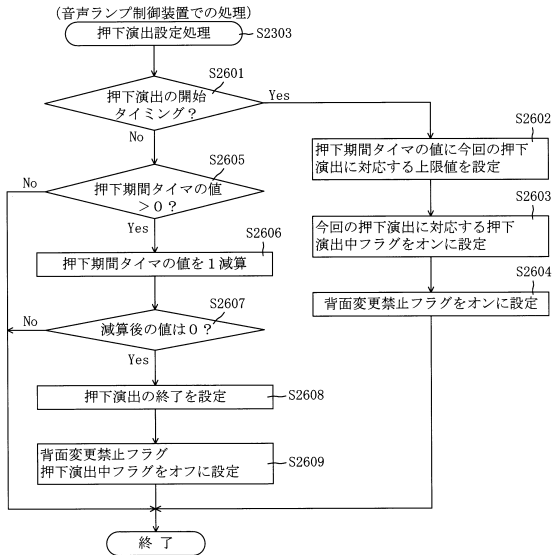 (音声ランプ制御装置での処理)
押下演出設定処理
S2303
S2601
押下演出の開始
タイミング？
Yes
No
S2602
押下期間タイマの値に今回の押下
演出に対応する上限値を設定
S2605
押下期間タイマの値
＞０？
No
Yes
S2603
今回の押下演出に対応する押下
演出中フラグをオンに設定
S2606
押下期間タイマの値を１減算
S2604
背面変更禁止フラグをオンに設定
S2607
減算後の値は０？
No
Yes
押下演出の終了を設定
S2608
背面変更禁止フラグ
押下演出中フラグをオフに設定
S2609
終 了